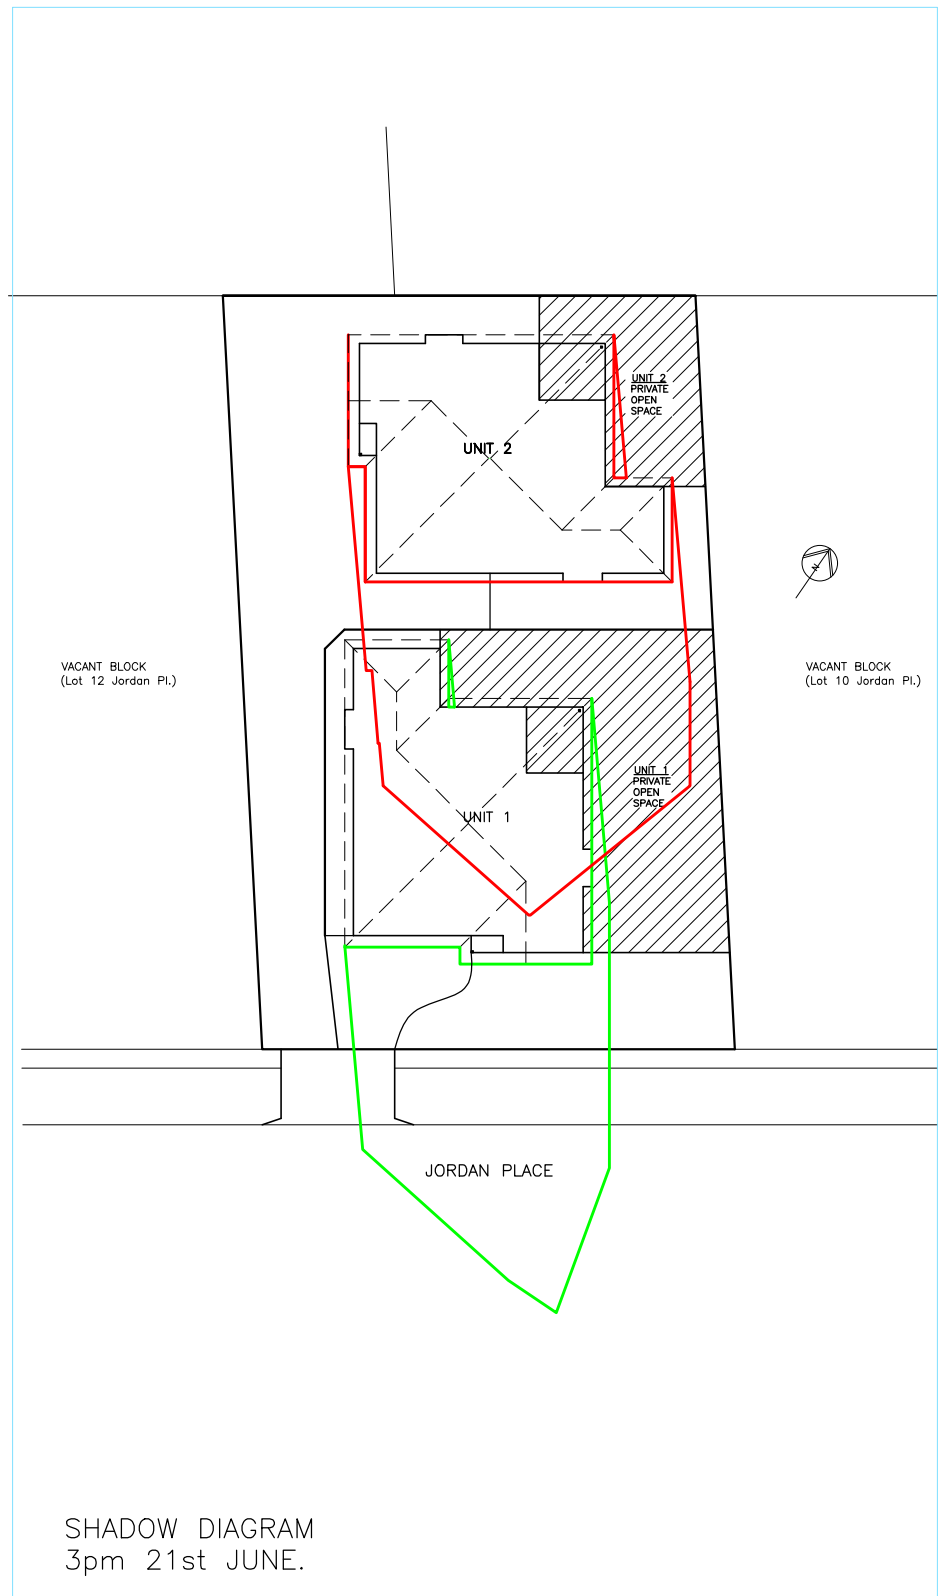 UNIT 2
PRIVATE
OPEN
SPACE
UNIT 2
N
VACANT BLOCK
(Lot 12 Jordan Pl.)
VACANT BLOCK
(Lot 10 Jordan Pl.)
UNIT 1
PRIVATE
OPEN
SPACE
UNIT 1
JORDAN PLACE
SHADOW DIAGRAM
3pm 21st JUNE.